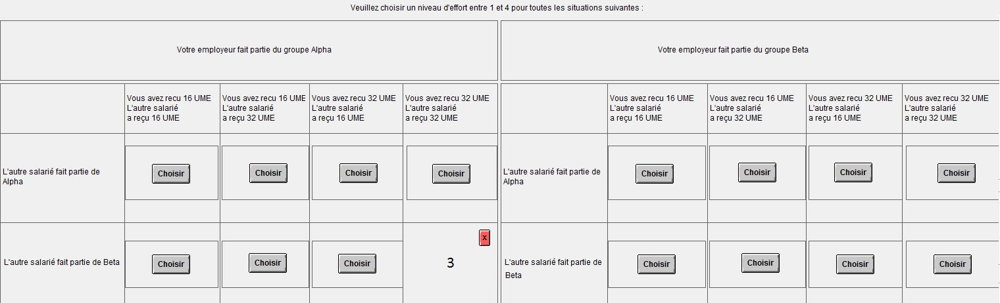 Veuillez choisir un niveau d'effort entre 1 et 4 pour toutes les situations suivantes :
Votre employeur fait partie du groupe Alpha
Vous avez recu 16 UME
L'autre salarié
a reçu 16 UME
Vous avez recu 16 UME
L'autre salarié
a reçu 32 UME
Vous avez recu 32 UME
L'autre salarié
a reçu 16 UME
Vous avez recu 32 UME
L'autre salarié
a reçu 32 UME
L'autre salarié fait partie de
Alpha
Choisir
Choisir
Choisir
Choisir
L'autre salarié fait partie de Beta
Choisir
Choisir
Choisir
x
3
Votre employeur fait partie du groupe Beta
Vous avez recu 16 UME
L'autre salarié
a reçu 16 UME
Vous avez recu 16 UME
L'autre salarié
a reçu 32 UME
Vous avez recu 32 UME
L'autre salarié
a reçu 16 UME
Vous avez recu 32 UME
L'autre salarié
a reçu 32 UME
L'autre salarié fait partie de
Alpha
Choisir
Choisir
Choisir
Choisir
L'autre salarié fait partie de
Beta
Choisir
Choisir
Choisir
Choisir